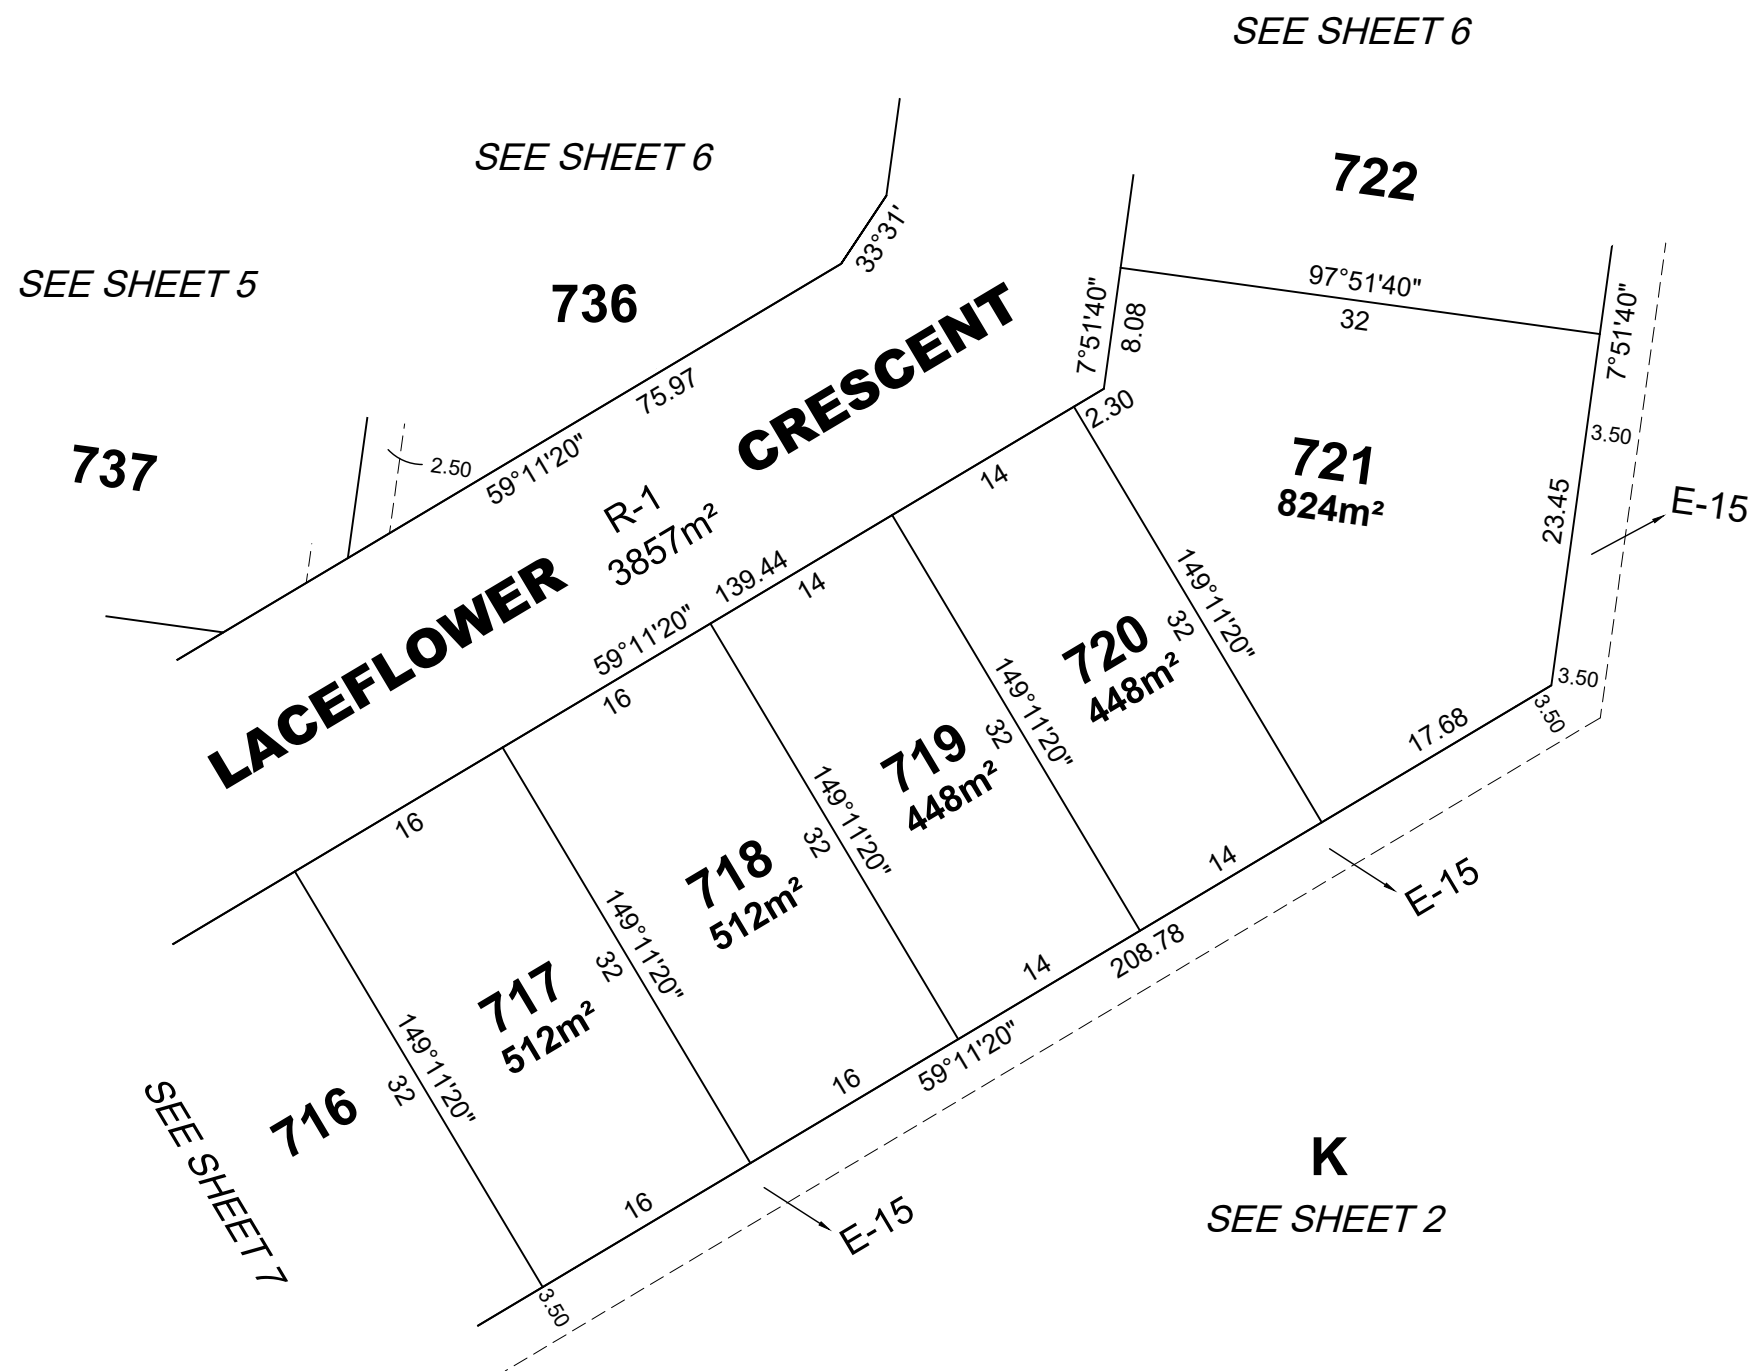 SEE SHEET 6
SEE SHEET 6
722
SEE SHEET 5
736
33°31'
97°51'40"
32
7°51'40"
8.08
7°51'40"
737
75.97
2.50
59°11'20"
LACEFLOWER CRESCENT
R-1
3857m²
2.30
721
824m²
3.50
23.45
E-15
14
139.44
14
59°11'20"
16
16
149°11'20"
32
720
448m²
149°11'20"
32
719
448m²
149°11'20"
32
718
512m²
149°11'20"
32
717
512m²
149°11'20"
32
716
3.50
3.50
17.68
14
E-15
208.78
14
59°11'20"
16
16
E-15
3.50
SEE SHEET 7
K
SEE SHEET 2